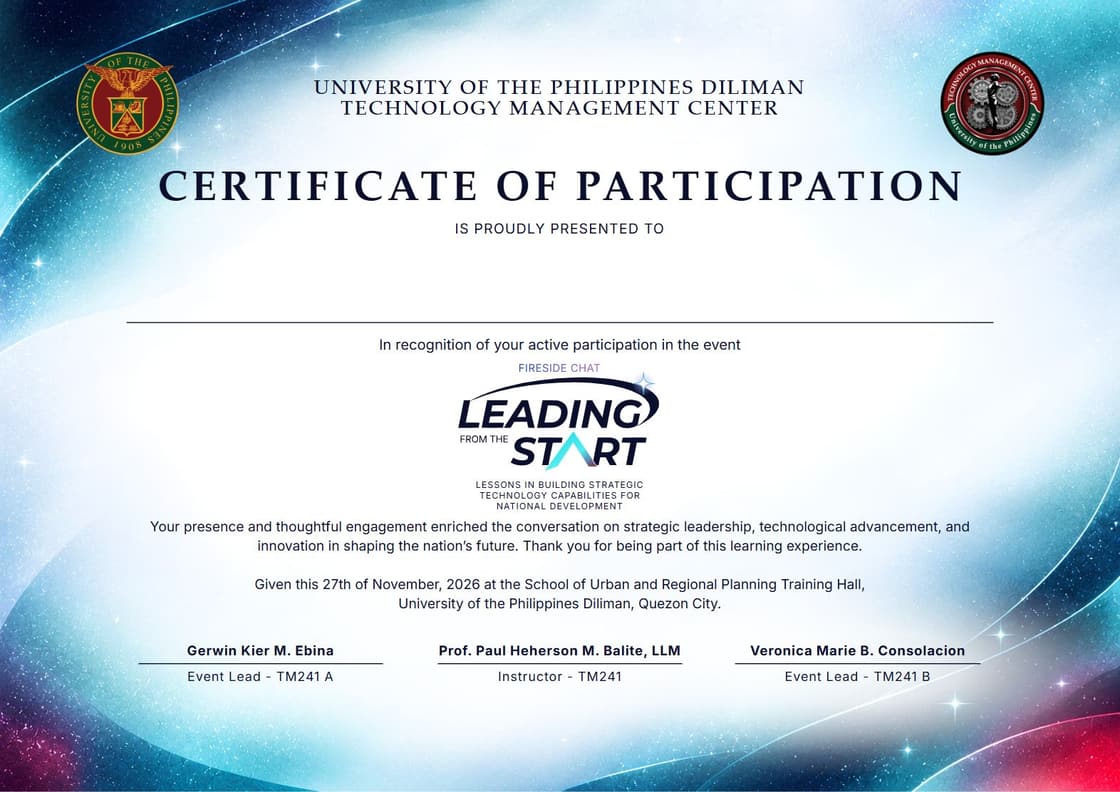 UNIVERSITY OF THE PHILIPPINES
1908
UNIVERSITY OF THE PHILIPPINES DILIMAN
TECHNOLOGY MANAGEMENT CENTER
TECHNOLOGY MANAGEMENT CENTER
University of the Philippines
CERTIFICATE OF PARTICIPATION
IS PROUDLY PRESENTED TO
In recognition of your active participation in the event
FIRESIDE CHAT
LEADING
FROM THE
START
LESSONS IN BUILDING STRATEGIC
TECHNOLOGY CAPABILITIES FOR
NATIONAL DEVELOPMENT
Your presence and thoughtful engagement enriched the conversation on strategic leadership, technological advancement, and
innovation in shaping the nation’s future. Thank you for being part of this learning experience.
Given this 27th of November, 2026 at the School of Urban and Regional Planning Training Hall,
University of the Philippines Diliman, Quezon City.
Gerwin Kier M. Ebina
Event Lead - TM241 A
Prof. Paul Heherson M. Balite, LLM
Instructor - TM241
Veronica Marie B. Consolacion
Event Lead - TM241 B